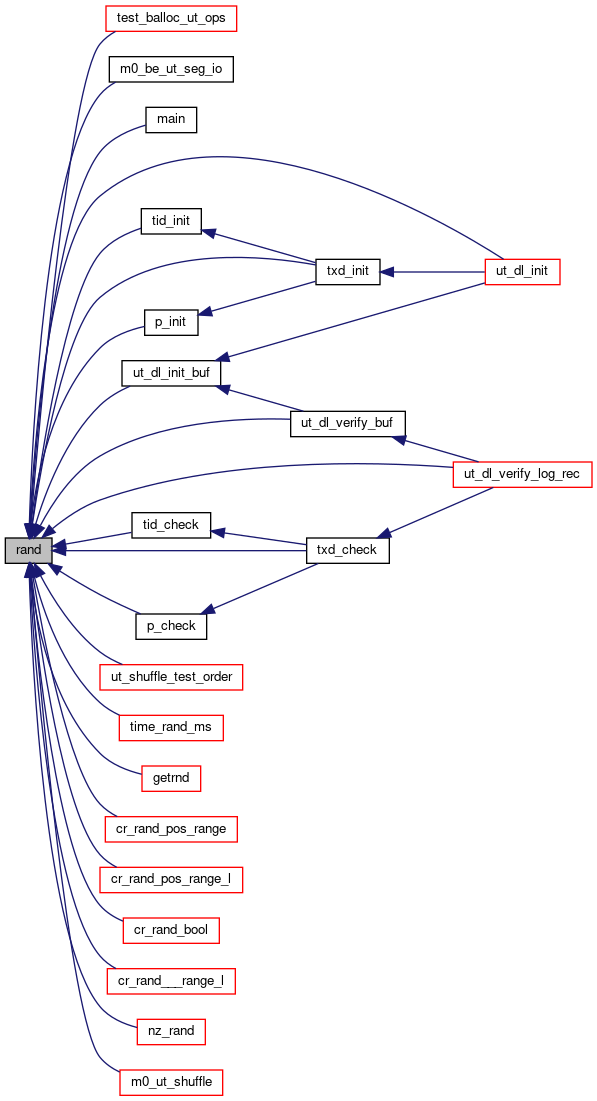 test_balloc_ut_ops
m0_be_ut_seg_io
main
tid_init
txd_init
ut_dl_init
p_init
ut_dl_init_buf
ut_dl_verify_buf
ut_dl_verify_log_rec
tid_check
rand
txd_check
p_check
ut_shuffle_test_order
time_rand_ms
getrnd
cr_rand_pos_range
cr_rand_pos_range_l
cr_rand_bool
cr_rand___range_l
nz_rand
m0_ut_shuffle